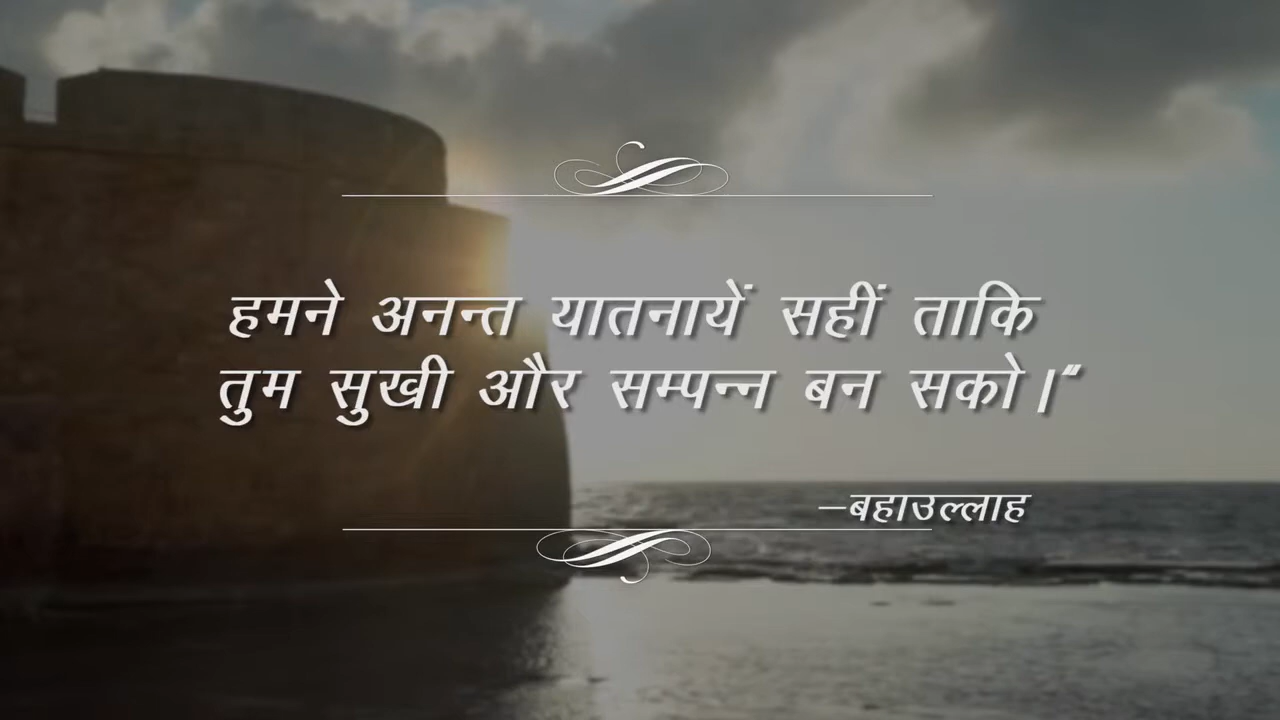 हमने अनन्त यातनायें सहीं ताकि
तुम सुखी और सम्पन्न बन सको।“
–बहाउल्लाह